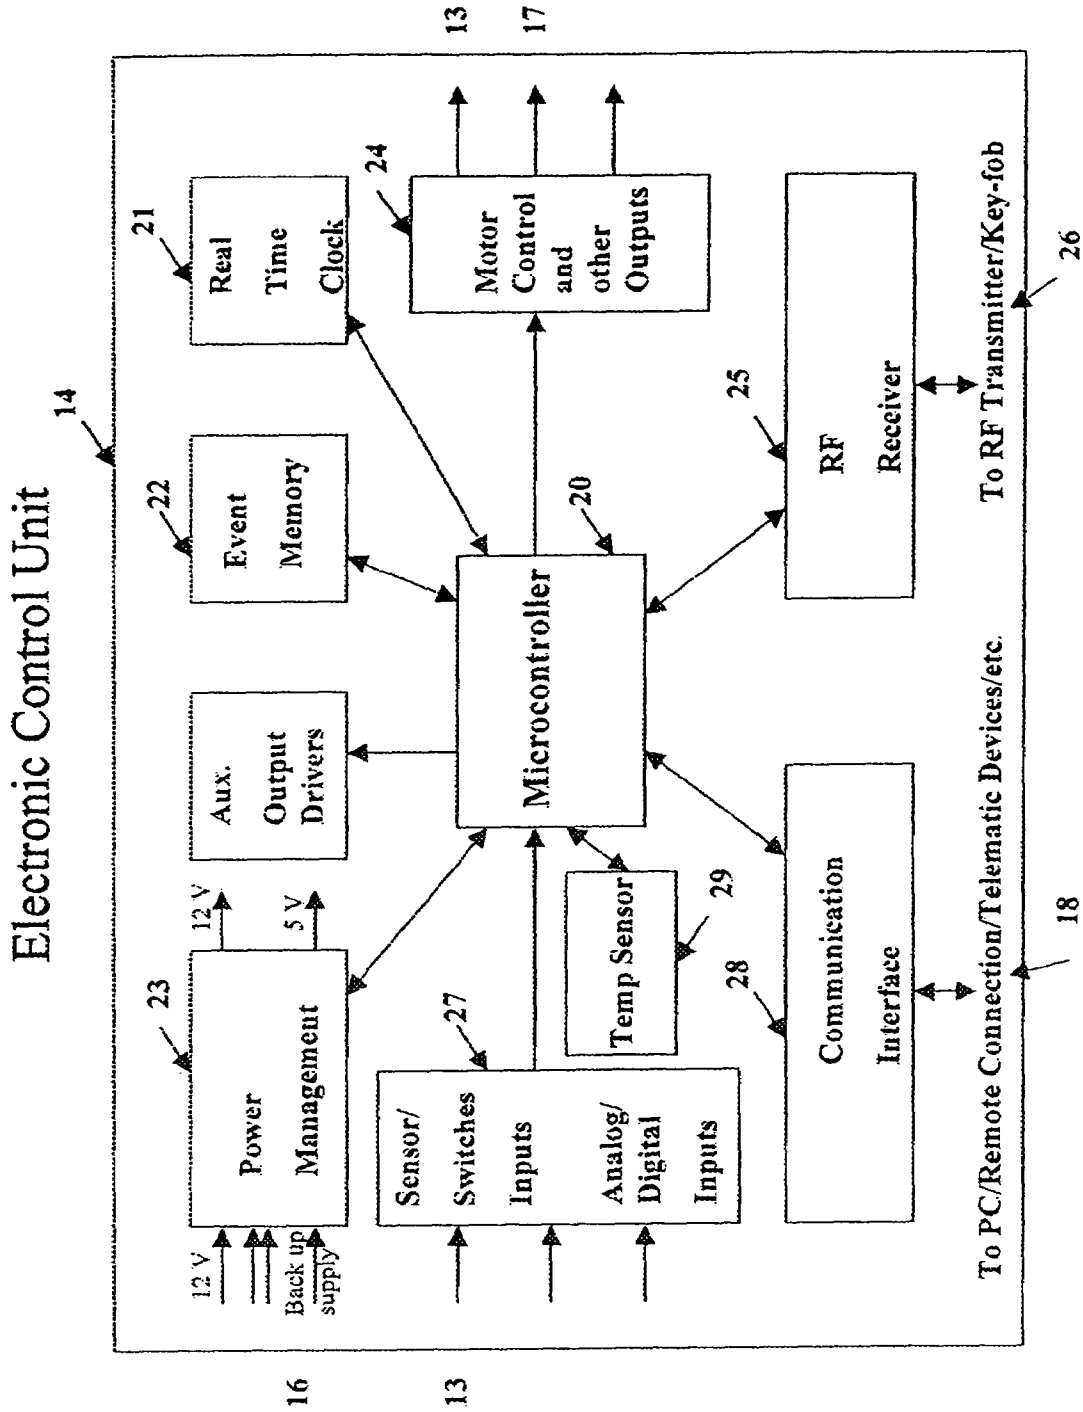 Electronic Control Unit
14
16
12 V
Back up
supply
23
Power
Management
12 V
5 V
Aux.
Output
Drivers
22
Event
Memory
21
Real
Time
Clock
13
Sensor/
Switches
Inputs
Analog/
Digital
Inputs
27
Temp Sensor
29
Microcontroller
20
24
Motor
Control
and
other
Outputs
13
17
28
Communication
Interface
25
RF
Receiver
To PC/Remote Connection/Telematic Devices/etc.
To RF Transmitter/Key-fob
18
26